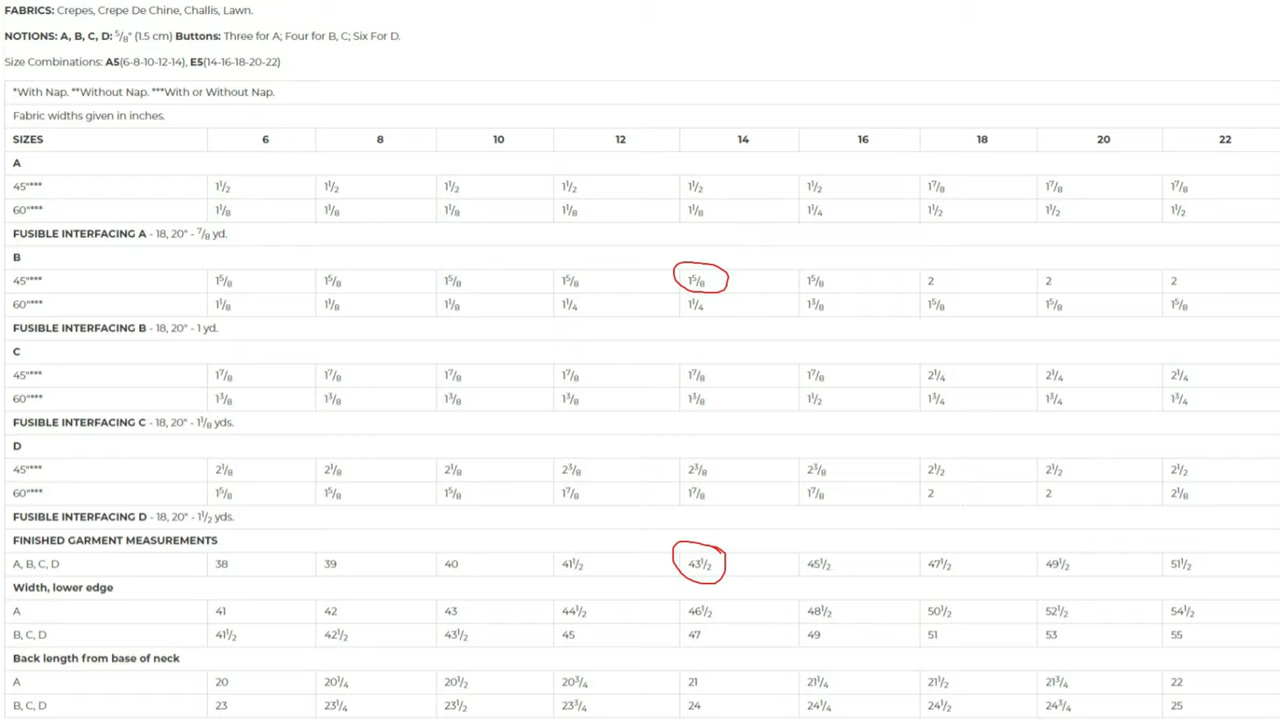 FABRICS: Crepes, Crepe De Chine, Challis, Lawn.
NOTIONS: A, B, C, D: 5/8" (1.5 cm) Buttons: Three for A; Four for B, C; Six For D.
Size Combinations: A5(6-8-10-12-14), E5(14-16-18-20-22)
*With Nap. **Without Nap. ***With or Without Nap.
Fabric widths given in inches.
SIZES 6 8 10 12 14 16 18 20 22
A
45"*** 1 1/2 1 1/2 1 1/2 1 1/2 1 1/2 1 1/2 1 7/8 1 7/8 1 7/8
60"*** 1 1/8 1 1/8 1 1/8 1 1/8 1 1/8 1 1/4 1 1/2 1 1/2 1 1/2
FUSIBLE INTERFACING A - 18, 20" - 7/8 yd.
B
45"*** 1 5/8 1 5/8 1 5/8 1 5/8 1 5/8 1 5/8 2 2 2
60"*** 1 1/8 1 1/8 1 1/8 1 1/4 1 1/4 1 3/8 1 5/8 1 5/8 1 5/8
FUSIBLE INTERFACING B - 18, 20" - 1 yd.
C
45"*** 1 7/8 1 7/8 1 7/8 1 7/8 1 7/8 1 7/8 2 1/4 2 1/4 2 1/4
60"*** 1 3/8 1 3/8 1 3/8 1 3/8 1 3/8 1 1/2 1 3/4 1 3/4 1 3/4
FUSIBLE INTERFACING C - 18, 20" - 1 1/8 yds.
D
45"*** 2 1/8 2 1/8 2 1/8 2 3/8 2 3/8 2 3/8 2 1/2 2 1/2 2 1/2
60"*** 1 5/8 1 5/8 1 5/8 1 7/8 1 7/8 1 7/8 2 2 2 1/8
FUSIBLE INTERFACING D - 18, 20" - 1 1/2 yds.
FINISHED GARMENT MEASUREMENTS
A, B, C, D 38 39 40 41 1/2 43 1/2 45 1/2 47 1/2 49 1/2 51 1/2
Width, lower edge
A 41 42 43 44 1/2 46 1/2 48 1/2 50 1/2 52 1/2 54 1/2
B, C, D 41 1/2 42 1/2 43 1/2 45 47 49 51 53 55
Back length from base of neck
A 20 20 1/4 20 1/2 20 3/4 21 21 1/4 21 1/2 21 3/4 22
B, C, D 23 23 1/4 23 1/2 23 3/4 24 24 1/4 24 1/2 24 3/4 25